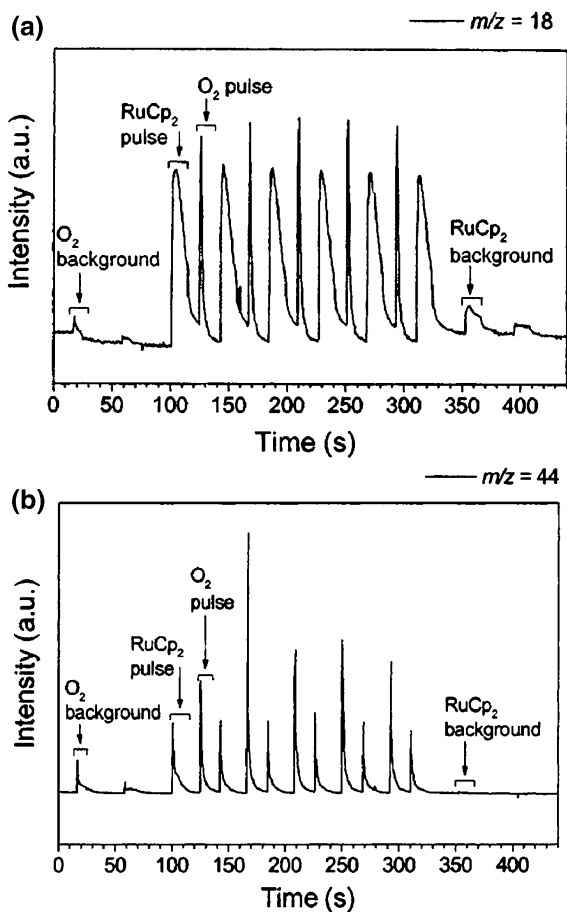 (a)
m/z = 18
Intensity (a.u.)
O₂ pulse
RuCp₂
pulse
O₂
background
RuCp₂
background
0 50 100 150 200 250 300 350 400
Time (s)
(b)
m/z = 44
Intensity (a.u.)
O₂
pulse
RuCp₂
pulse
O₂
background
RuCp₂
background
0 50 100 150 200 250 300 350 400
Time (s)